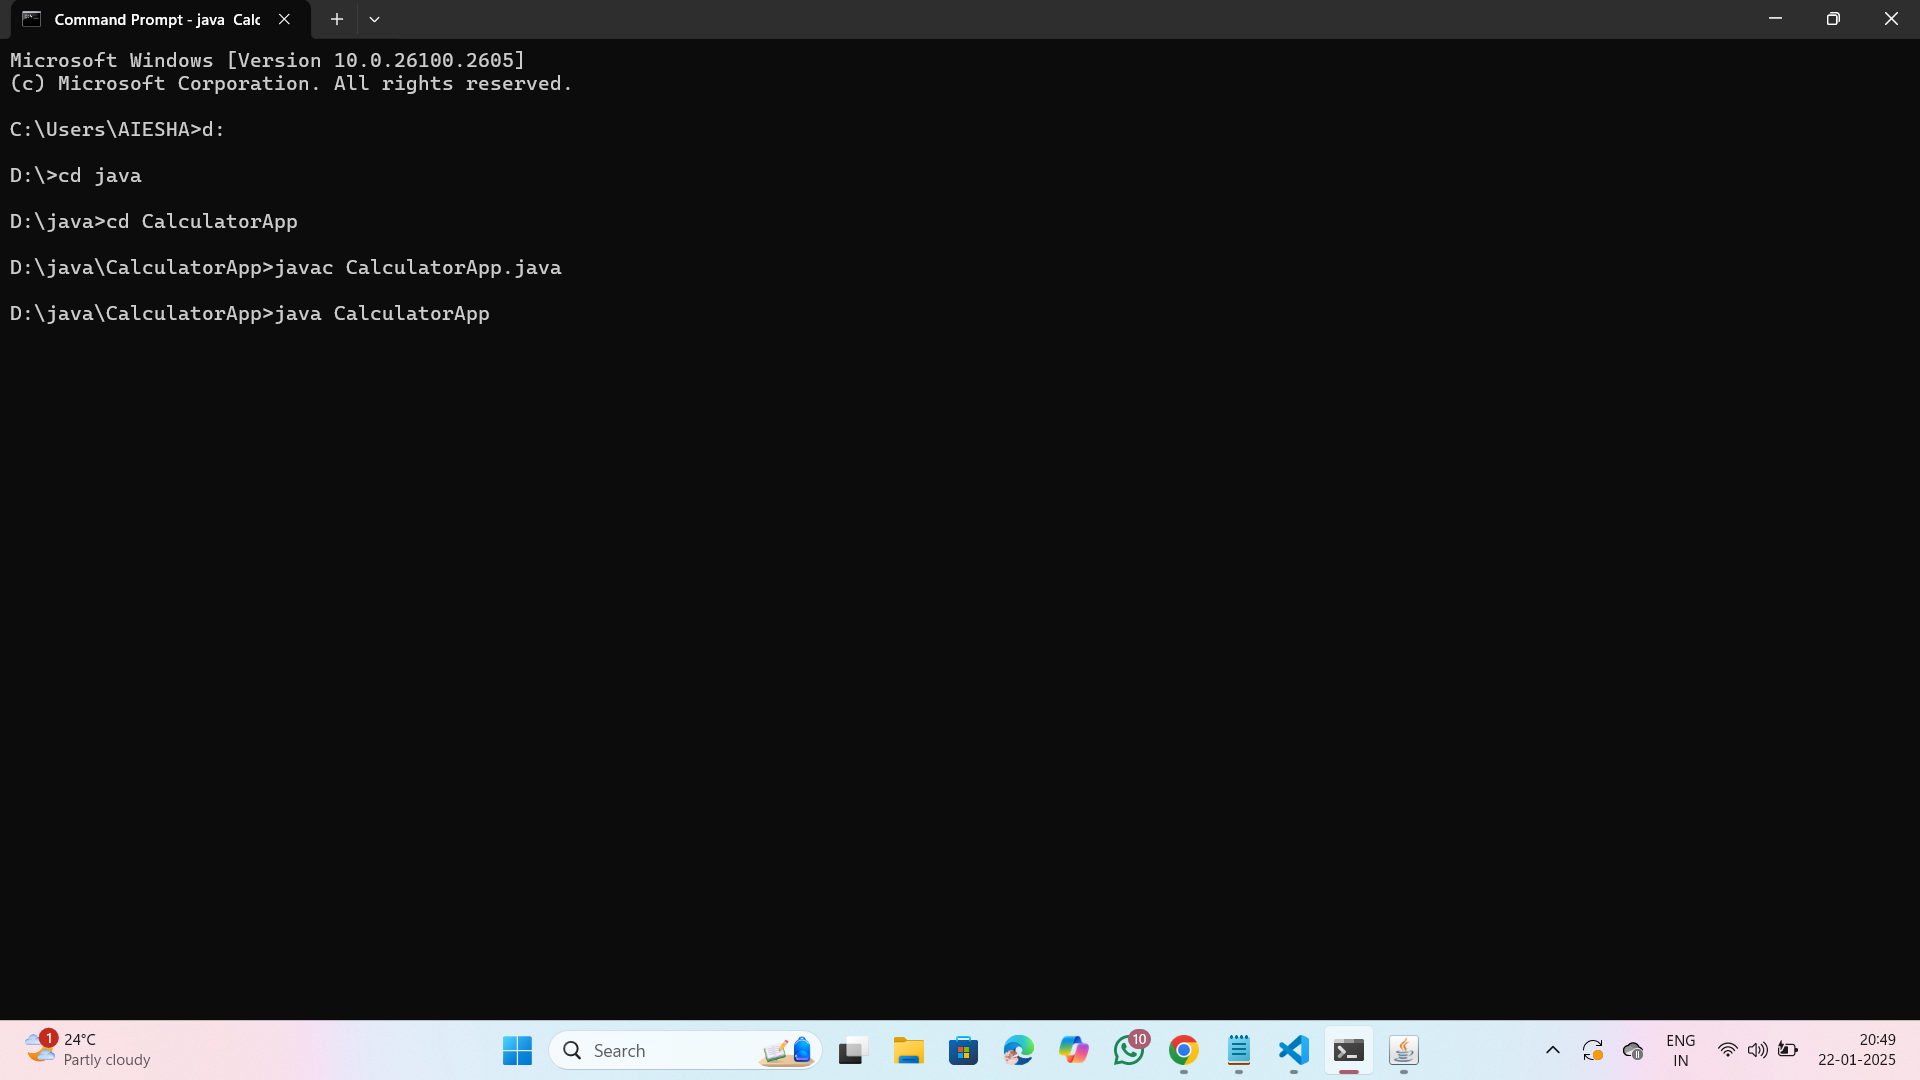 Command Prompt - java Calc
Microsoft Windows [Version 10.0.26100.2605]
(c) Microsoft Corporation. All rights reserved.
C:\Users\AIESHA>d:
D:\>cd java
D:\java>cd CalculatorApp
D:\java\CalculatorApp>javac CalculatorApp.java
D:\java\CalculatorApp>java CalculatorApp
1
24°C
Partly cloudy
Search
10
ENG
IN
20:49
22-01-2025